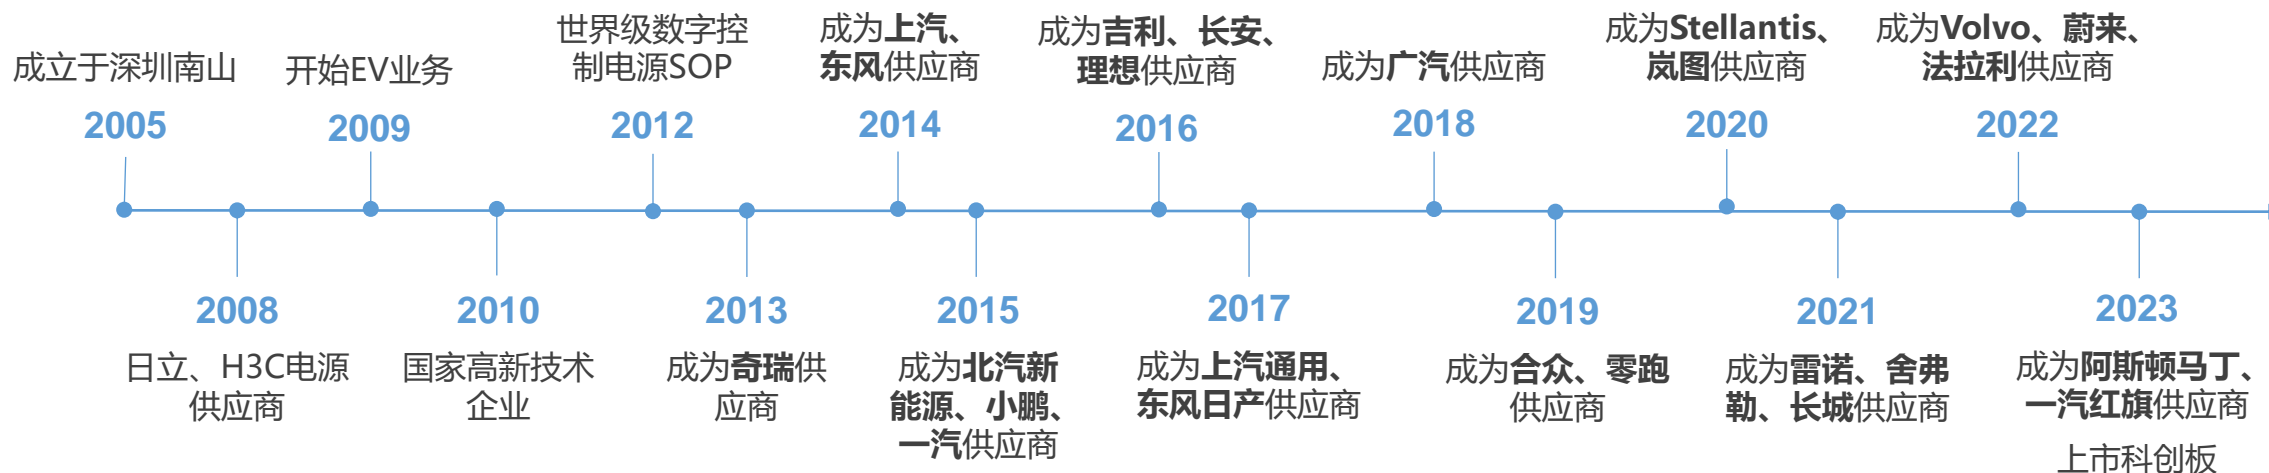 成立于深圳南山
2005
日立、H3C电源
供应商
2008
开始EV业务
2009
国家高新技术
企业
2010
世界级数字控
制电源SOP
2012
成为奇瑞供
应商
2013
成为上汽、
东风供应商
2014
成为北汽新
能源、小鹏、
一汽供应商
2015
成为吉利、长安、
理想供应商
2016
成为上汽通用、
东风日产供应商
2017
成为广汽供应商
2018
成为合众、零跑
供应商
2019
成为Stellantis、
岚图供应商
2020
成为雷诺、舍弗
勒、长城供应商
2021
成为Volvo、蔚来、
法拉利供应商
2022
成为阿斯顿马丁、
一汽红旗供应商
上市科创板
2023